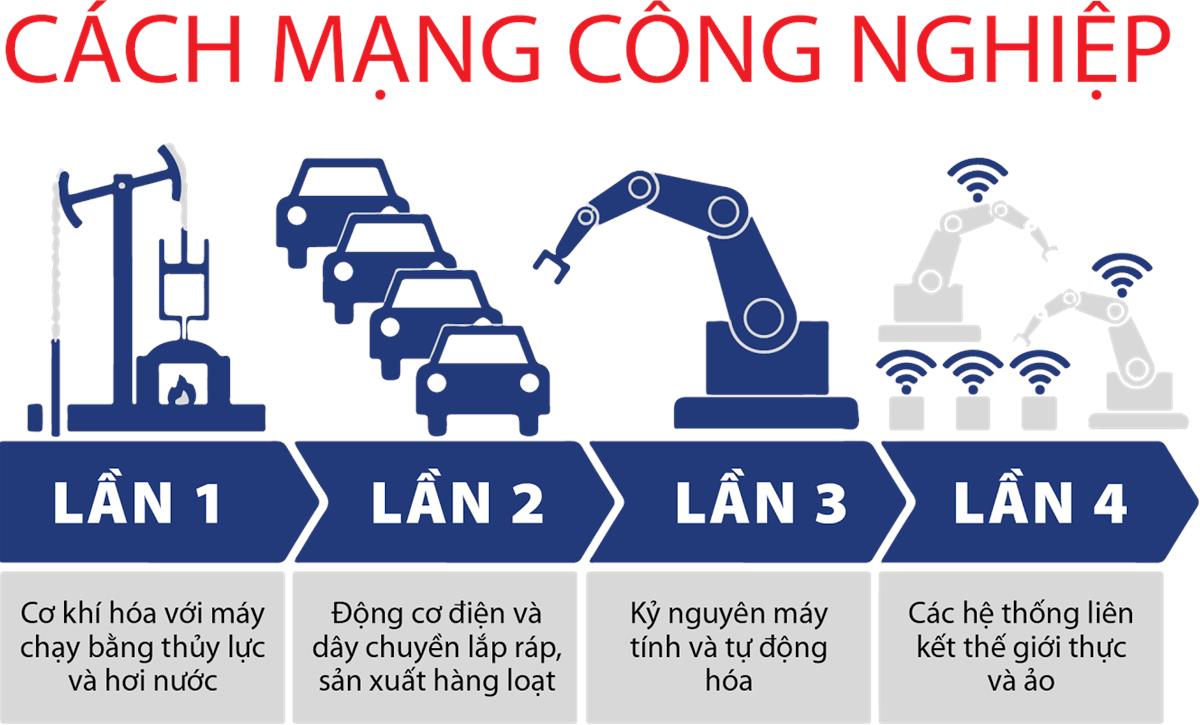 CÁCH MẠNG CÔNG NGHIỆP
LẦN 1
LẦN 2
LẦN 3
LẦN 4
Cơ khí hóa với máy
chạy bằng thủy lực
và hơi nước
Động cơ điện và
dây chuyền lắp ráp,
sản xuất hàng loạt
Kỷ nguyên máy
tính và tự động
hóa
Các hệ thống liên
kết thế giới thực
và ảo